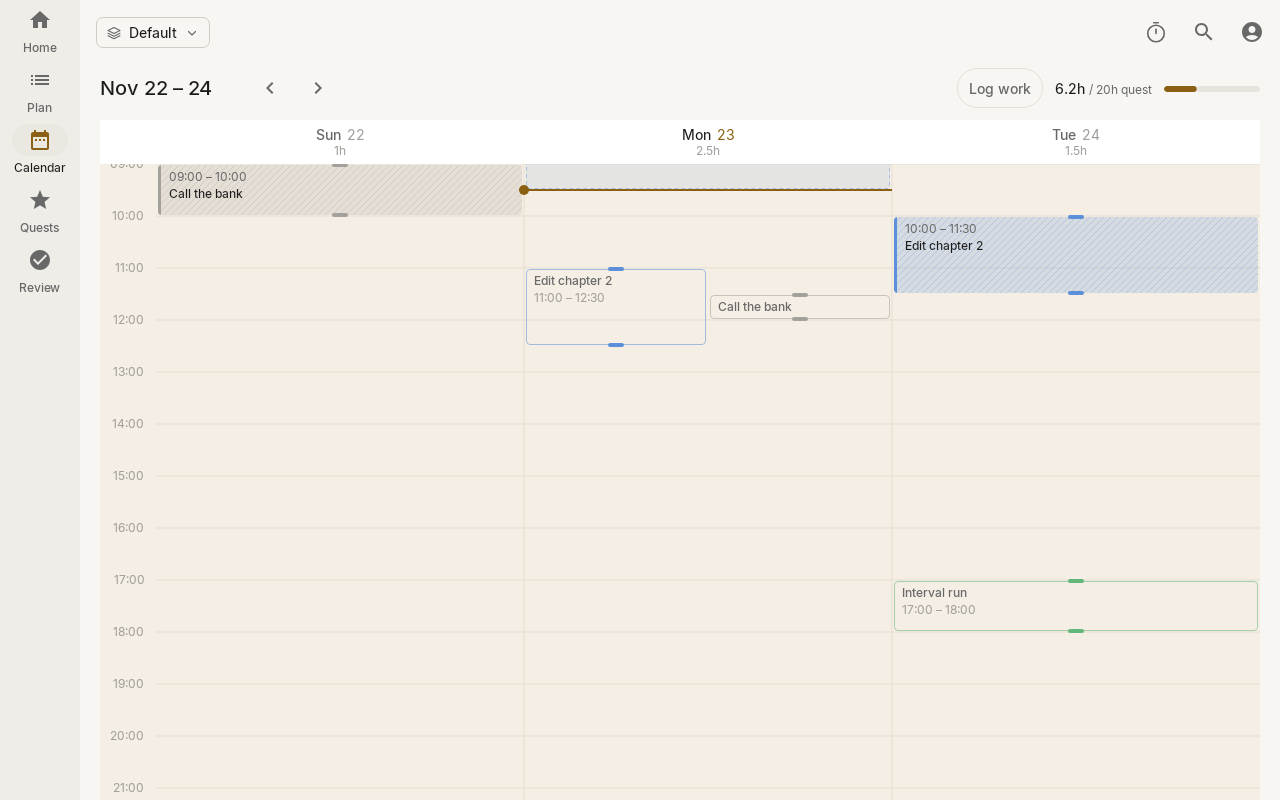 Home
Plan
Calendar
Quests
Review
Default
Nov 22 – 24
Log work
6.2h / 20h quest
Sun 22
1h
Mon 23
2.5h
Tue 24
1.5h
09:00
10:00
11:00
12:00
13:00
14:00
15:00
16:00
17:00
18:00
19:00
20:00
21:00
09:00 – 10:00
Call the bank
Edit chapter 2
11:00 – 12:30
Call the bank
10:00 – 11:30
Edit chapter 2
Interval run
17:00 – 18:00